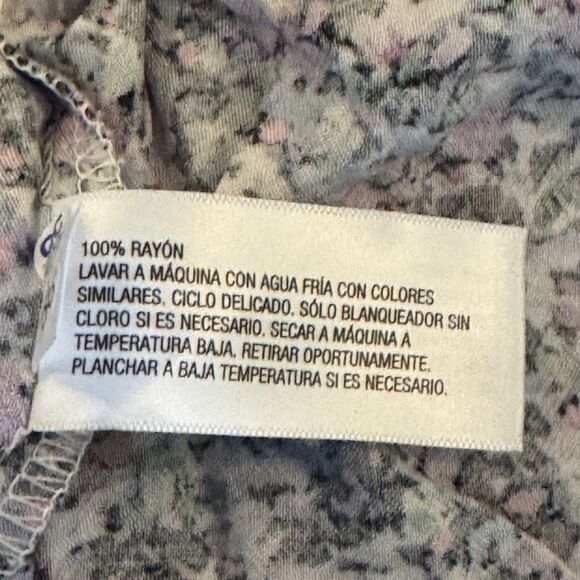 100% RAYÓN
LAVAR A MÁQUINA CON AGUA FRÍA CON COLORES
SIMILARES, CICLO DELICADO. SÓLO BLANQUEADOR SIN
CLORO SI ES NECESARIO. SECAR A MÁQUINA A
TEMPERATURA BAJA. RETIRAR OPORTUNAMENTE.
PLANCHAR A BAJA TEMPERATURA SI ES NECESARIO.